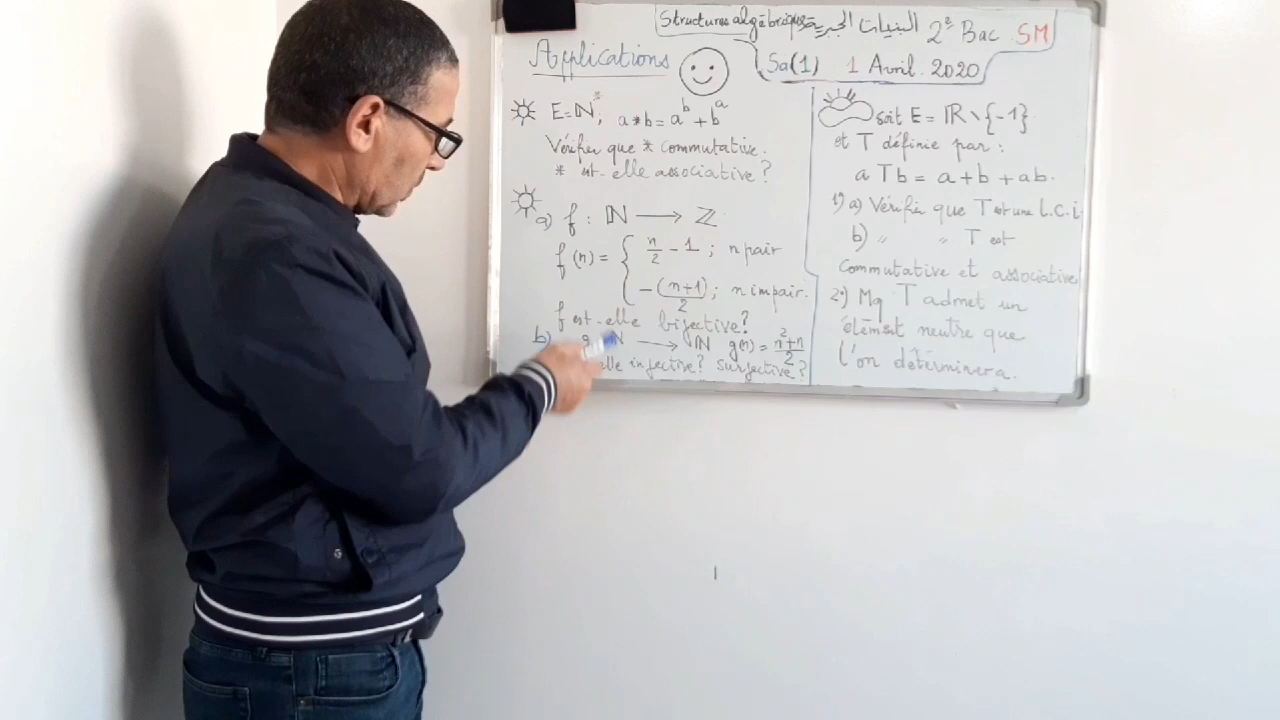 Structures algébriques البنيات الجبرية 2e Bac SM
Sa(1) 1 Avril. 2020
Applications
E=ℕ*, a*b = a^b + b^a
Vérifier que * commutative.
* est-elle associative ?
a) f : ℕ → ℤ
f(n) = { n/2 - 1 ; n pair
-(n+1)/2 ; n impair.
f est-elle bijective ?
b) g ℕ → ℕ g(n) = (n²+n)/2
elle injective ? surjective ?
soit E = ℝ \ {-1}
et T définie par :
a T b = a + b + ab.
1) a) Vérifier que T est une L.C.I.
b) " " T est
commutative et associative
2) Mq T admet un
élément neutre que
l'on déterminera.